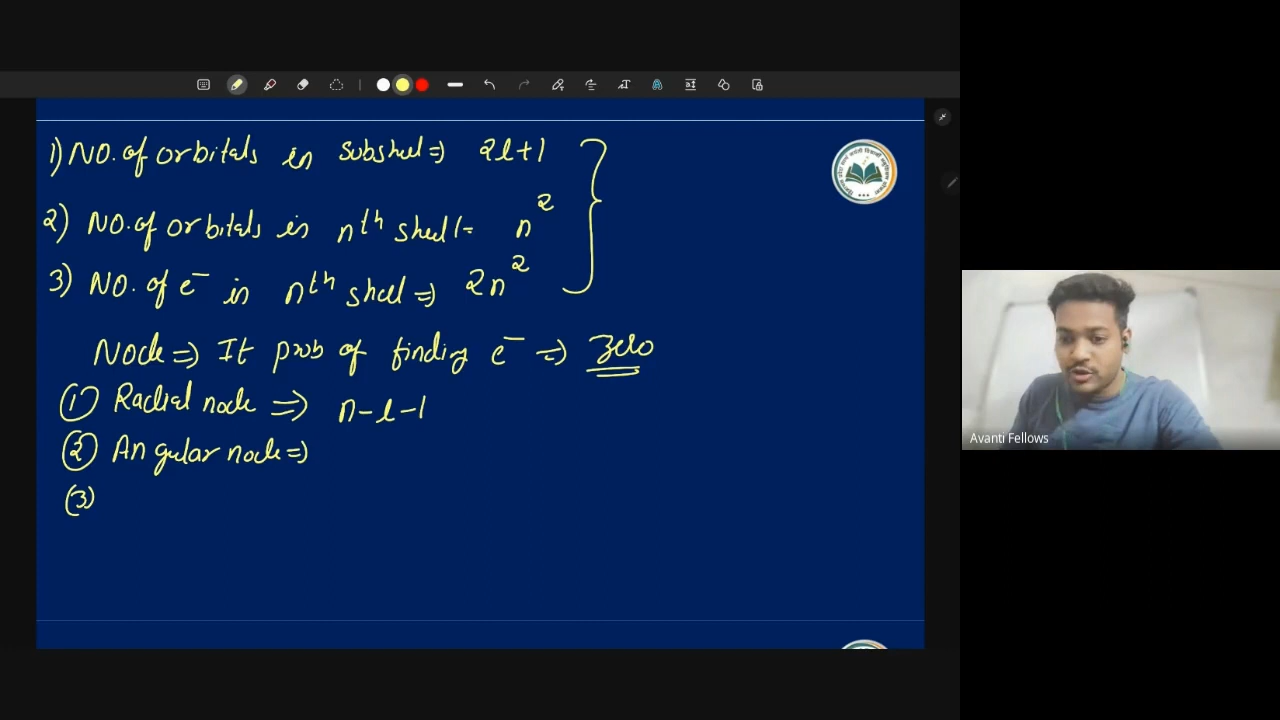 1) NO. of orbitals in subshell ⇒ 2l+1
2) NO. of orbitals in nth shell = n²
3) NO. of e⁻ in nth shell ⇒ 2n²
Node ⇒ It prob of finding e⁻ ⇒ Zero
① Radial node ⇒ n-l-1
② Angular node ⇒
(3)
Avanti Fellows